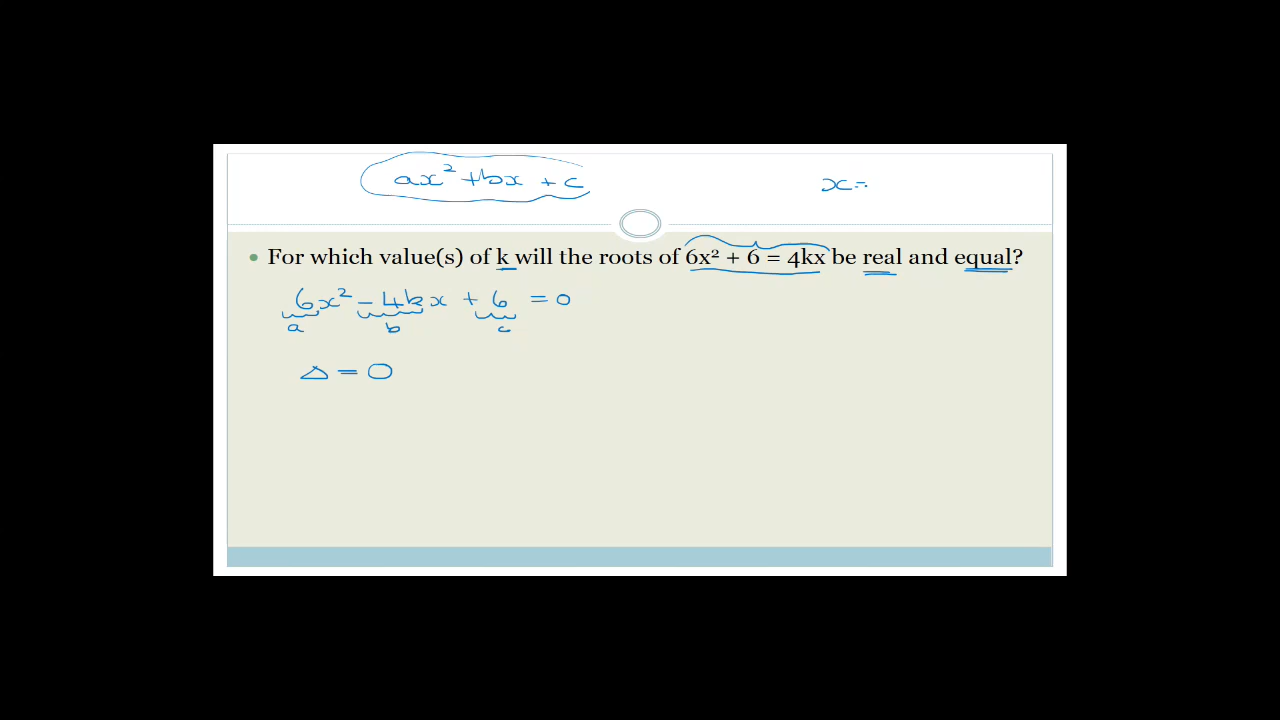 ax² + bx + c
x =
• For which value(s) of k will the roots of 6x² + 6 = 4kx be real and equal?
6x² - 4kx + 6 = 0
a b c
Δ = 0